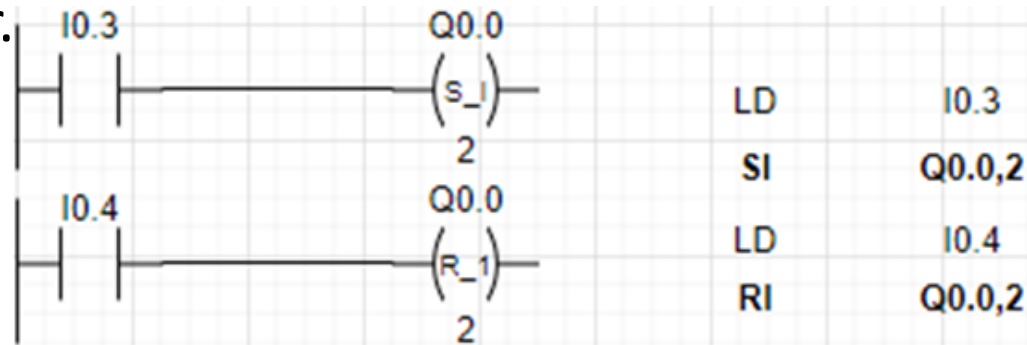 I0.3 Q0.0
S_I
2
I0.4 Q0.0
R_1
2
LD I0.3
SI Q0.0,2
LD I0.4
RI Q0.0,2